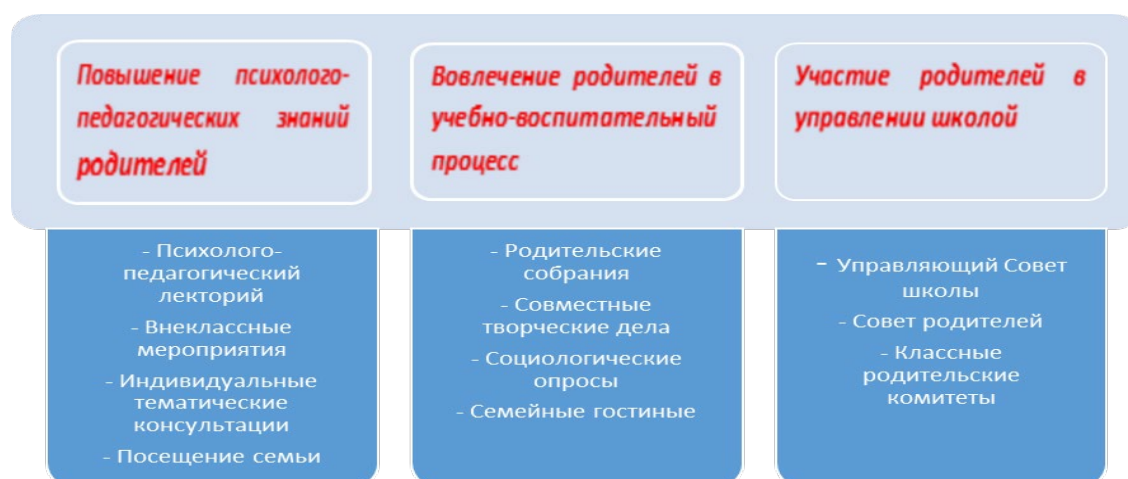 Повышение психолого-
педагогических знаний
родителей
Вовлечение родителей в
учебно-воспитательный
процесс
Участие родителей в
управлении школой
- Психолого-
педагогический
лекторий
- Внеклассные
мероприятия
- Индивидуальные
тематические
консультации
- Посещение семьи
- Родительские
собрания
- Совместные
творческие дела
- Социологические
опросы
- Семейные гостиные
- Управляющий Совет
школы
- Совет родителей
- Классные
родительские
комитеты